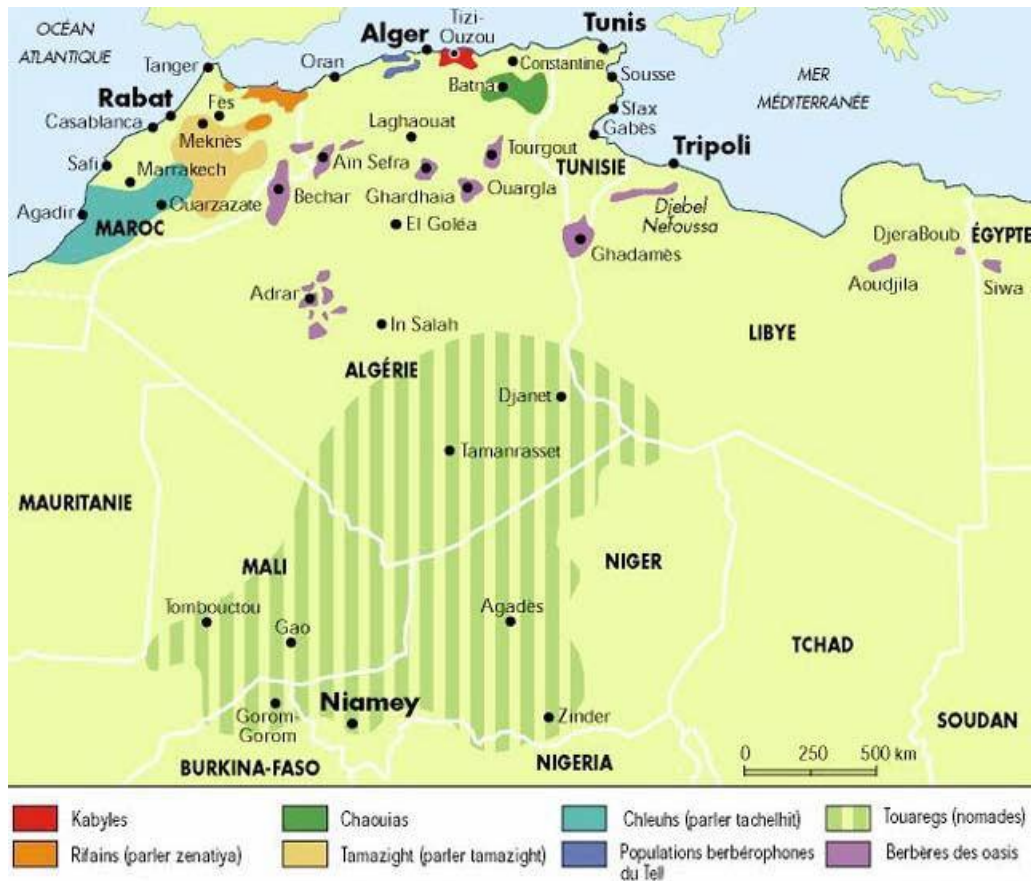 OCÉAN
ATLANTIQUE
Tanger
Oran
Alger
Tizi-
Ouzou
Tunis
Constantine
Sousse
Batna
MER
MÉDITERRANÉE
Rabat
Fès
Casablanca
Meknès
Laghaouat
Sfax
Gabès
Tourgout
TUNISIE
Tripoli
Safi
Marrakech
Aïn Sefra
Bechar
Ghardhaia
Ouargla
Agadir
Ouarzazate
MAROC
El Goléa
Djebel
Nefoussa
Ghadamès
DjeraBoub
ÉGYPTE
Aoudjila
Siwa
Adrar
In Salah
ALGÉRIE
LIBYE
Djanet
Tamanrasset
MAURITANIE
MALI
NIGER
Tombouctou
Gao
Agadès
TCHAD
Gorom-
Gorom
Niamey
Zinder
SOUDAN
BURKINA-FASO
NIGERIA
0 250 500 km
Kabyles
Chaouias
Chleuhs (parler tachelhit)
Touaregs (nomades)
Rifains (parler zenatiya)
Tamazight (parler tamazight)
Populations berbérophones
du Tell
Berbères des oasis